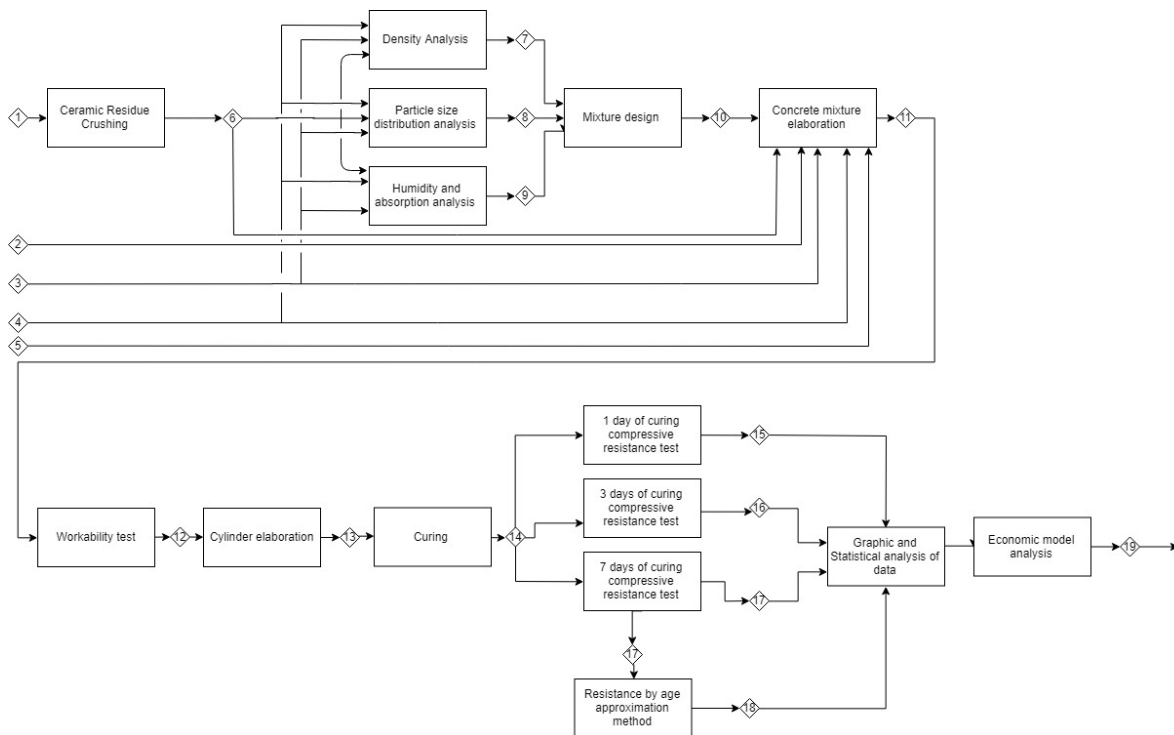 Density Analysis
7
1
Ceramic Residue
Crushing
6
Particle size
distribution analysis
8
Mixture design
10
Concrete mixture
elaboration
11
Humidity and
absorption analysis
9
2
3
4
5
1 day of curing
compressive
resistance test
15
Workability test
12
Cylinder elaboration
13
Curing
14
3 days of curing
compressive
resistance test
16
Graphic and
Statistical analysis of
data
Economic model
analysis
19
7 days of curing
compressive
resistance test
17
17
Resistance by age
approximation
method
18